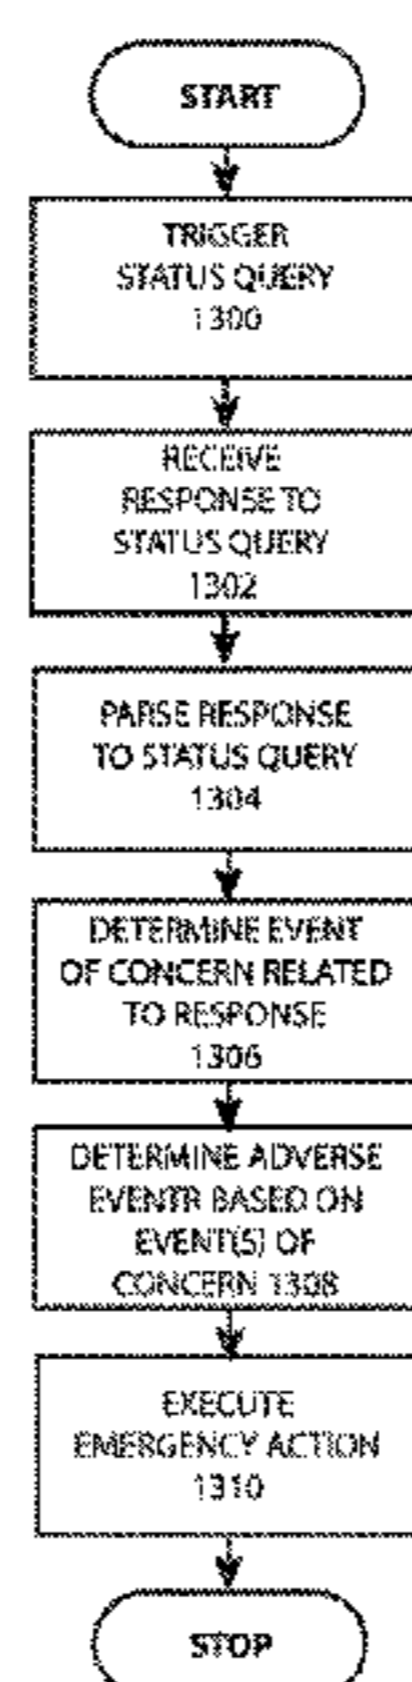 START
TRIGGER
STATUS QUERY
1300
RECEIVE
RESPONSE TO
STATUS QUERY
1302
PARSE RESPONSE
TO STATUS QUERY
1304
DETERMINE EVENT
OF CONCERN RELATED
TO RESPONSE
1306
DETERMINE ADVERSE
EVENTR BASED ON
EVENT(S) OF
CONCERN 1308
EXECUTE
EMERGENCY ACTION
1310
STOP